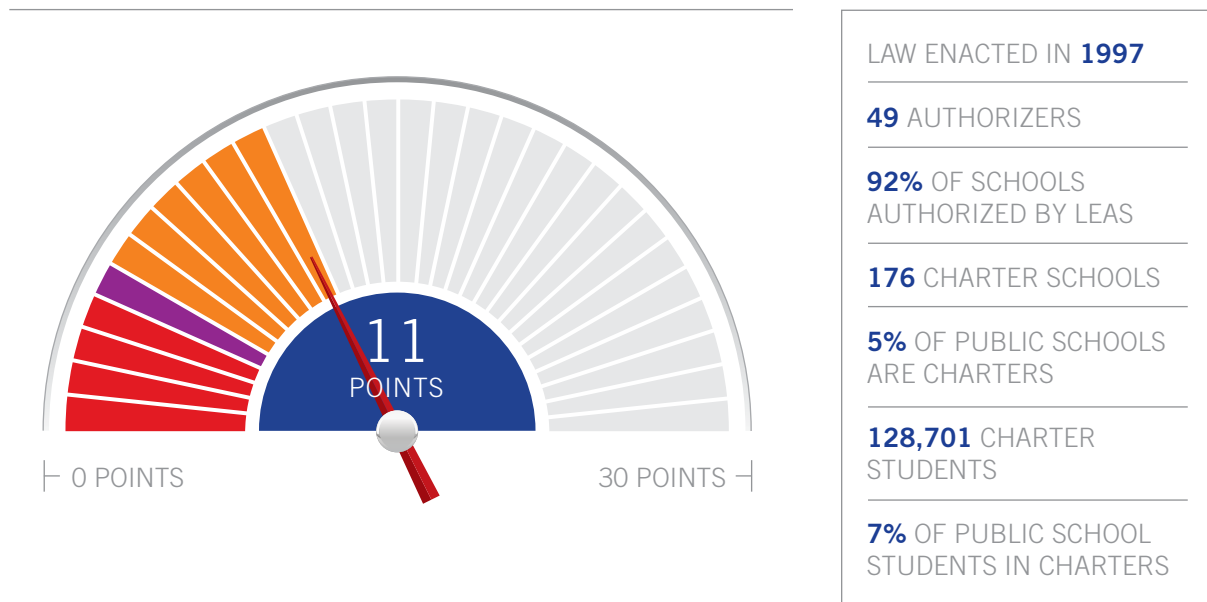 11
POINTS
0 POINTS
30 POINTS
LAW ENACTED IN 1997
49 AUTHORIZERS
92% OF SCHOOLS
AUTHORIZED BY LEAS
176 CHARTER SCHOOLS
5% OF PUBLIC SCHOOLS
ARE CHARTERS
128,701 CHARTER
STUDENTS
7% OF PUBLIC SCHOOL
STUDENTS IN CHARTERS